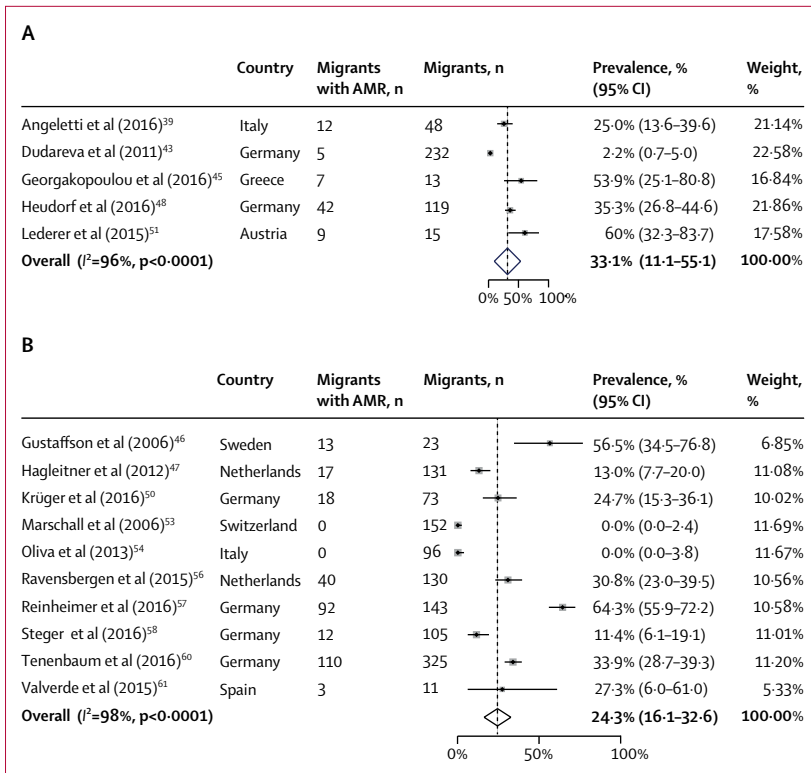 A
Country Migrants with AMR, n Migrants, n Prevalence, % (95% CI) Weight, %
Angeletti et al (2016)³⁹ Italy 12 48 25·0% (13·6–39·6) 21·14%
Dudareva et al (2011)⁴³ Germany 5 232 2·2% (0·7–5·0) 22·58%
Georgakopoulou et al (2016)⁴⁵ Greece 7 13 53·9% (25·1–80·8) 16·84%
Heudorf et al (2016)⁴⁸ Germany 42 119 35·3% (26·8–44·6) 21·86%
Lederer et al (2015)⁵¹ Austria 9 15 60% (32·3–83·7) 17·58%
Overall (I²=96%, p<0·0001) 33·1% (11·1–55·1) 100·00%
0% 50% 100%
B
Country Migrants with AMR, n Migrants, n Prevalence, % (95% CI) Weight, %
Gustaffson et al (2006)⁴⁶ Sweden 13 23 56·5% (34·5–76·8) 6·85%
Hagleitner et al (2012)⁴⁷ Netherlands 17 131 13·0% (7·7–20·0) 11·08%
Krüger et al (2016)⁵⁰ Germany 18 73 24·7% (15·3–36·1) 10·02%
Marschall et al (2006)⁵³ Switzerland 0 152 0·0% (0·0–2·4) 11·69%
Oliva et al (2013)⁵⁴ Italy 0 96 0·0% (0·0–3·8) 11·67%
Ravensbergen et al (2015)⁵⁶ Netherlands 40 130 30·8% (23·0–39·5) 10·56%
Reinheimer et al (2016)⁵⁷ Germany 92 143 64·3% (55·9–72·2) 10·58%
Steger et al (2016)⁵⁸ Germany 12 105 11·4% (6·1–19·1) 11·01%
Tenenbaum et al (2016)⁶⁰ Germany 110 325 33·9% (28·7–39·3) 11·20%
Valverde et al (2015)⁶¹ Spain 3 11 27·3% (6·0–61·0) 5·33%
Overall (I²=98%, p<0·0001) 24·3% (16·1–32·6) 100·00%
0% 50% 100%